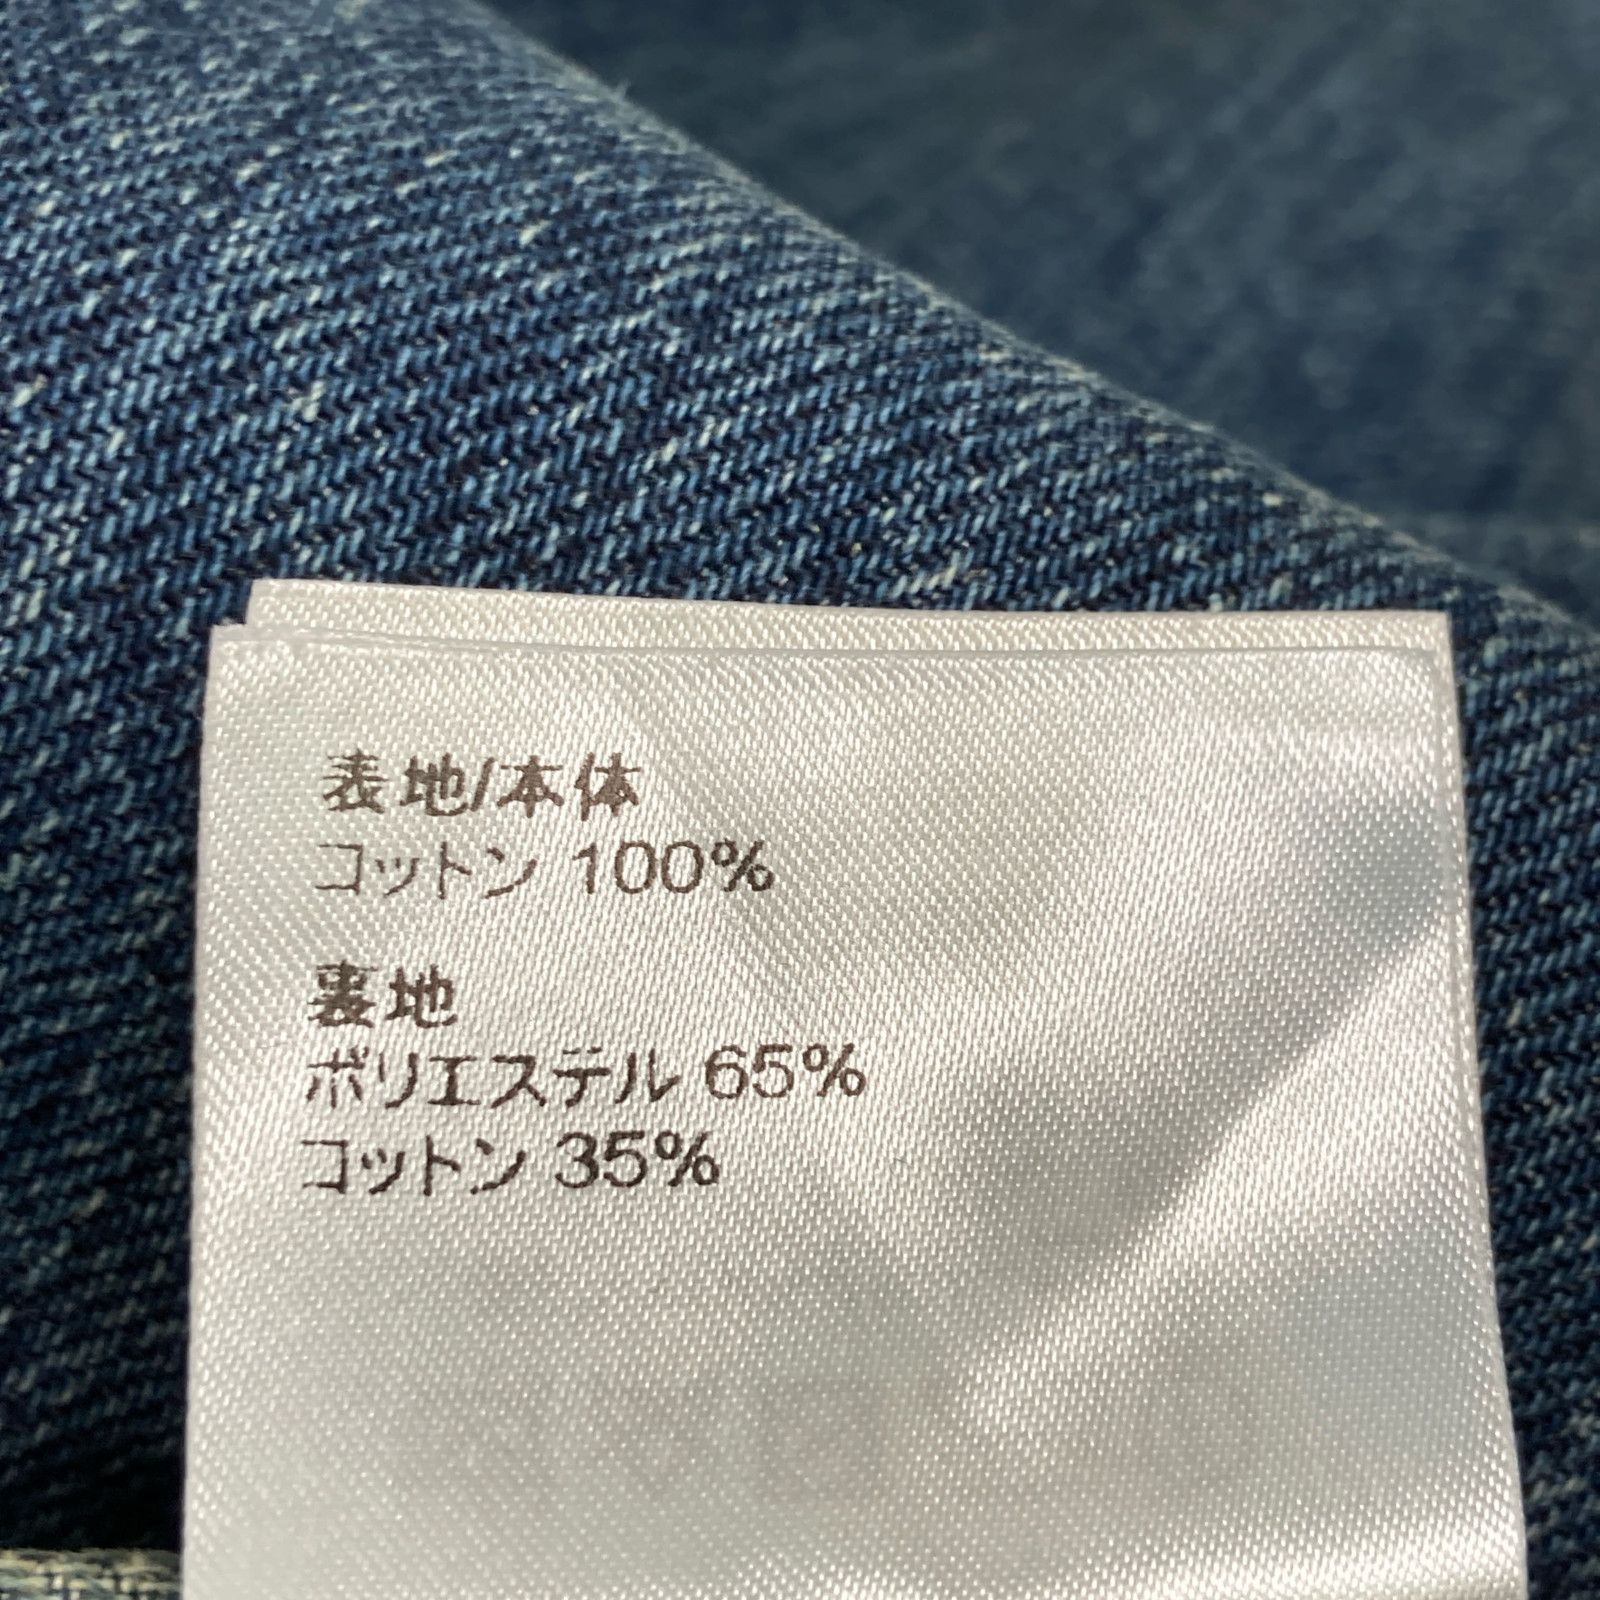 表地/本体
コットン 100%
裏地
ポリエステル 65%
コットン 35%